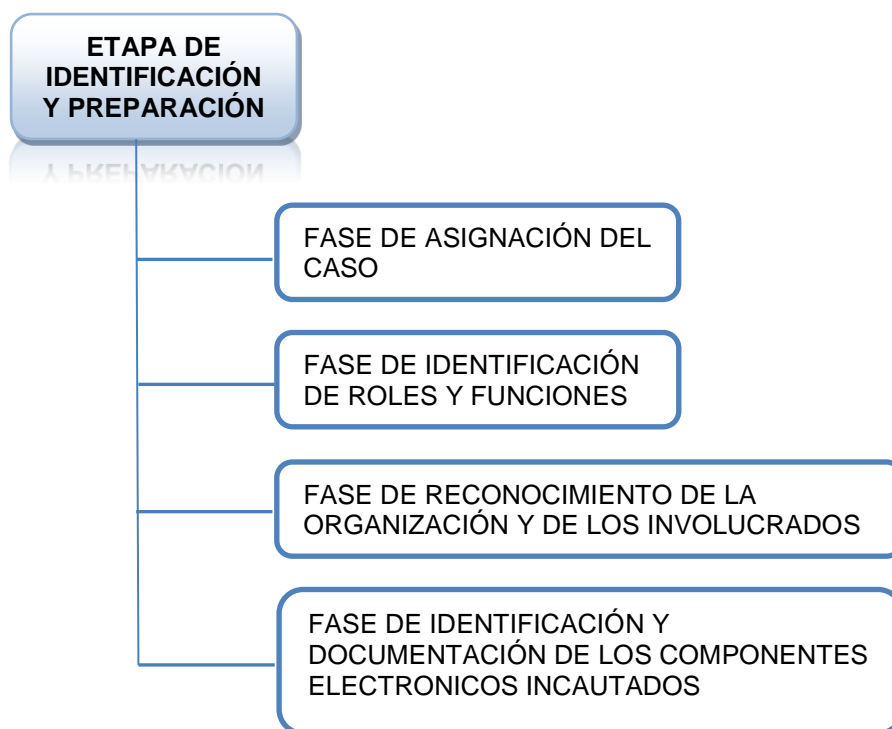 ETAPA DE
IDENTIFICACIÓN
Y PREPARACIÓN
FASE DE ASIGNACIÓN DEL
CASO
FASE DE IDENTIFICACIÓN
DE ROLES Y FUNCIONES
FASE DE RECONOCIMIENTO DE LA
ORGANIZACIÓN Y DE LOS INVOLUCRADOS
FASE DE IDENTIFICACIÓN Y
DOCUMENTACIÓN DE LOS COMPONENTES
ELECTRONICOS INCAUTADOS